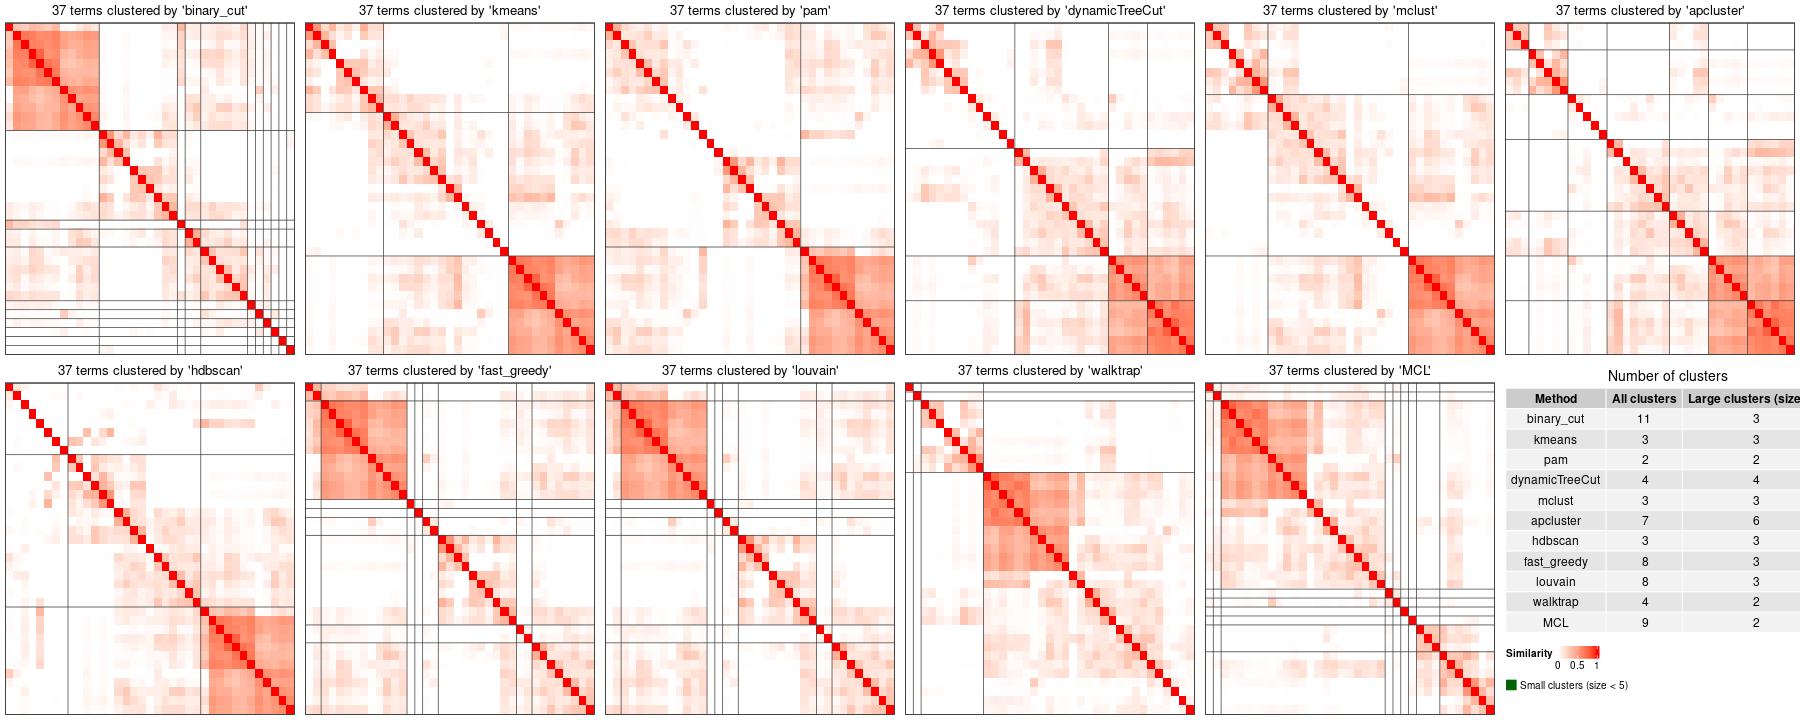 37 terms clustered by 'binary_cut'
37 terms clustered by 'kmeans'
37 terms clustered by 'pam'
37 terms clustered by 'dynamicTreeCut'
37 terms clustered by 'mclust'
37 terms clustered by 'apcluster'
37 terms clustered by 'hdbscan'
37 terms clustered by 'fast_greedy'
37 terms clustered by 'louvain'
37 terms clustered by 'walktrap'
37 terms clustered by 'MCL'
Number of clusters
Method All clusters Large clusters (size
binary_cut 11 3
kmeans 3 3
pam 2 2
dynamicTreeCut 4 4
mclust 3 3
apcluster 7 6
hdbscan 3 3
fast_greedy 8 3
louvain 8 3
walktrap 4 2
MCL 9 2
Similarity
0 0.5 1
Small clusters (size < 5)